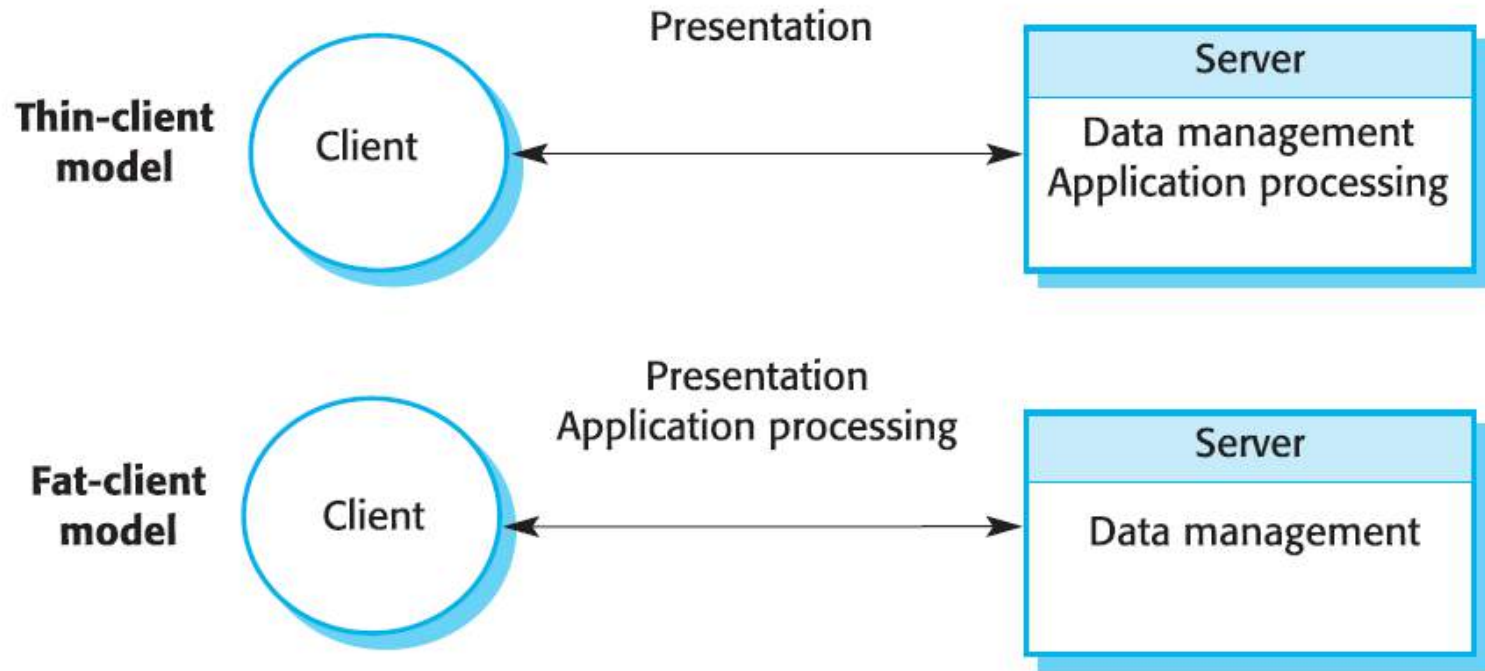 Presentation
Thin-client
model
Client
Server
Data management
Application processing
Presentation
Application processing
Fat-client
model
Client
Server
Data management